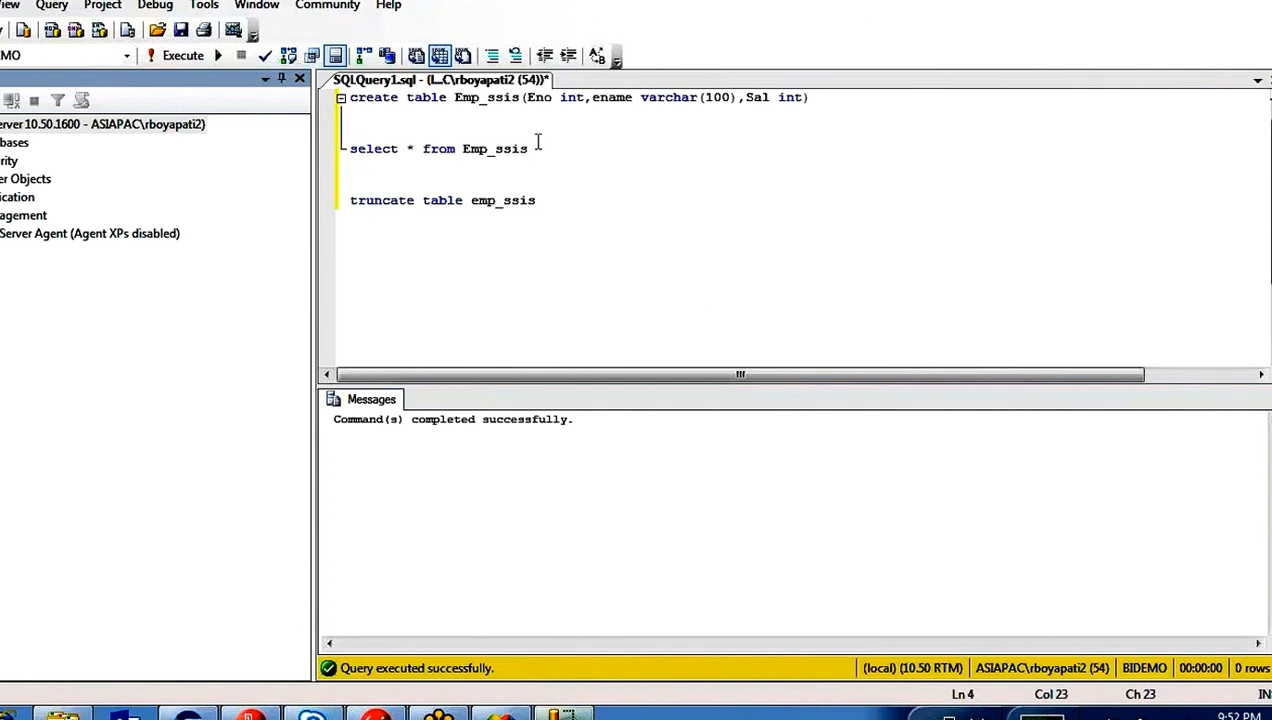 View Query Project Debug Tools Window Community Help
MO Execute
SQLQuery1.sql - (l...C\rboyapati2 (54))*
create table Emp_ssis(Eno int,ename varchar(100),Sal int)
erver 10.50.1600 - ASIAPAC\rboyapati2)
bases
select * from Emp_ssis
rity
er Objects
ication
truncate table emp_ssis
agement
Server Agent (Agent XPs disabled)
Messages
Command(s) completed successfully.
Query executed successfully. (local) (10.50 RTM) ASIAPAC\rboyapati2 (54) BIDEMO 00:00:00 0 rows
Ln 4 Col 23 Ch 23 IN
9:52 PM